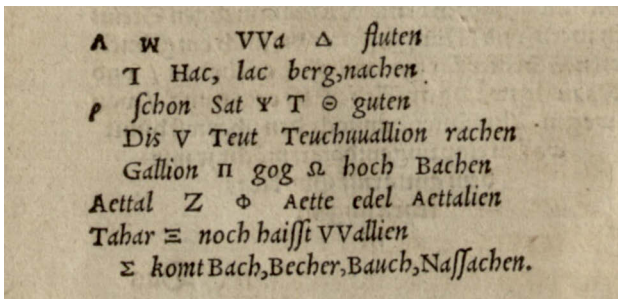 Λ w VVa Δ fluten
⅂ Hac, lac berg,nachen.
ρ ſchon Sat Ψ T Θ guten
Dis V Teut Teuchuuallion rachen
Gallion Π gog Ω hoch Bachen
Aettal Z Φ Aette edel Aettalien
Tahar Ξ noch haiſſt VVallien
Σ komt Bach,Becher,Bauch,Naſſachen.